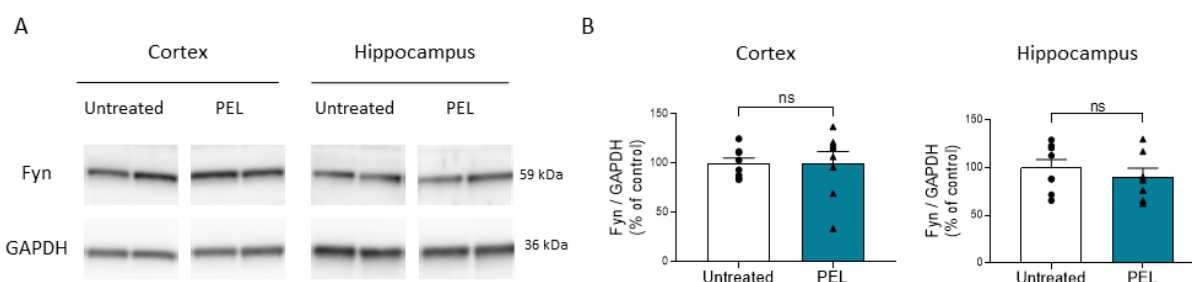 A
Cortex
Hippocampus
Untreated
PEL
Untreated
PEL
Fyn
59 kDa
GAPDH
36 kDa
B
Cortex
ns
Fyn / GAPDH
(% of control)
150
100
50
0
Untreated
PEL
Hippocampus
ns
Fyn / GAPDH
(% of control)
150
100
50
0
Untreated
PEL